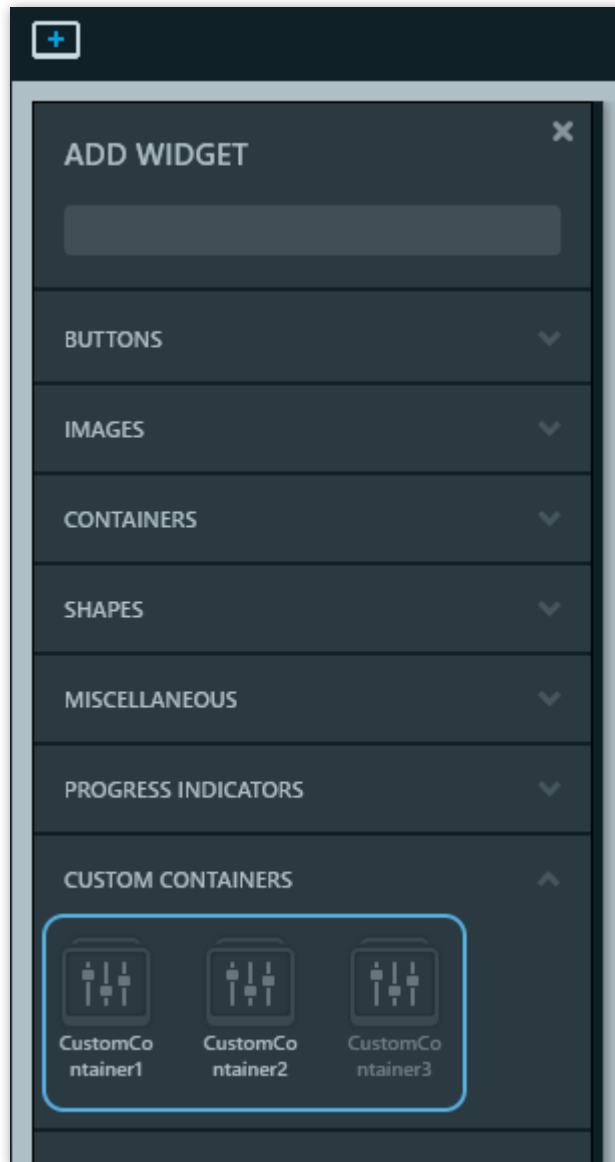 ADD WIDGET
BUTTONS
IMAGES
CONTAINERS
SHAPES
MISCELLANEOUS
PROGRESS INDICATORS
CUSTOM CONTAINERS
CustomCo
ntainer1
CustomCo
ntainer2
CustomCo
ntainer3